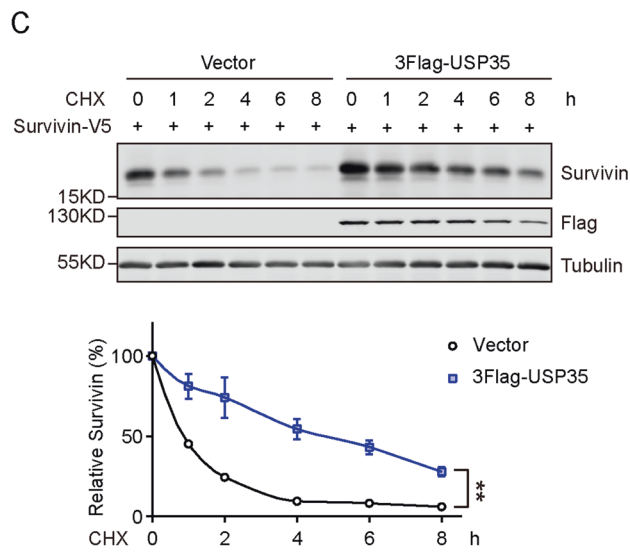 C
Vector 3Flag-USP35
CHX 0 1 2 4 6 8 0 1 2 4 6 8 h
Survivin-V5 + + + + + + + + + + + +
Survivin
15KD
130KD
Flag
55KD
Tubulin
Vector
3Flag-USP35
Relative Survivin (%)
100
50
0
**
CHX 0 2 4 6 8 h